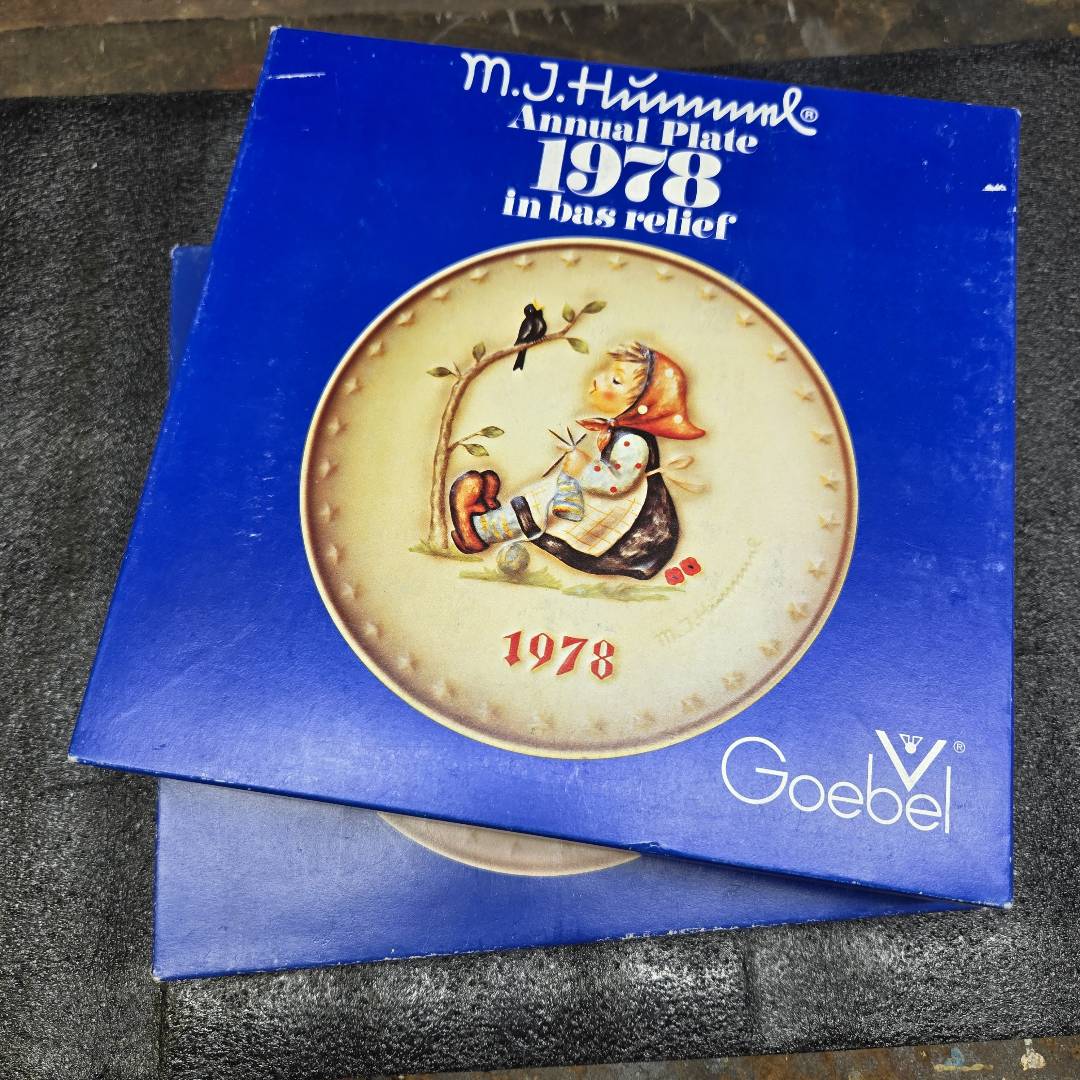 M.J.Hummel®
Annual Plate
1978
in bas relief
M.J.Hummel
1978
Goebel®